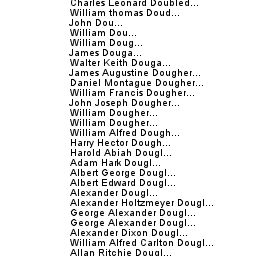 Charles Leonard Doubled...
William thomas Doud...
John Dou...
William Dou...
William Doug...
James Douga...
Walter Keith Douga...
James Augustine Dougher...
Daniel Montague Dougher...
William Francis Dougher...
John Joseph Dougher...
William Dougher...
William Dougher...
William Alfred Dough...
Harry Hector Dough...
Harold Abiah Dougl...
Adam Hark Dougl...
Albert George Dougl...
Albert Edward Dougl...
Alexander Dougl...
Alexander Holtzmeyer Dougl...
George Alexander Dougl...
George Alexander Dougl...
Alexander Dixon Dougl...
William Alfred Carlton Dougl...
Allan Ritchie Dougl...